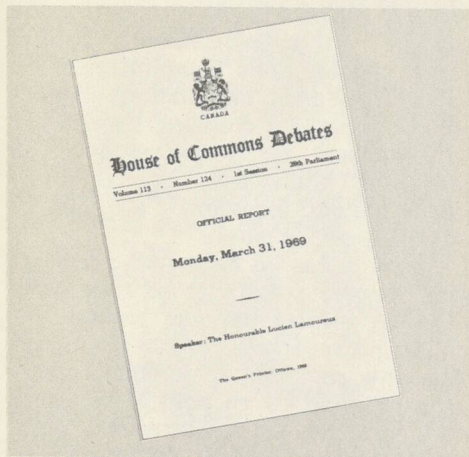 CANADA
House of Commons Debates
Volume 113 · Number 124 · 1st Session · 28th Parliament
OFFICIAL REPORT
Monday, March 31, 1969
Speaker: The Honourable Lucien Lamoureux
The Queen's Printer, Ottawa, 1969